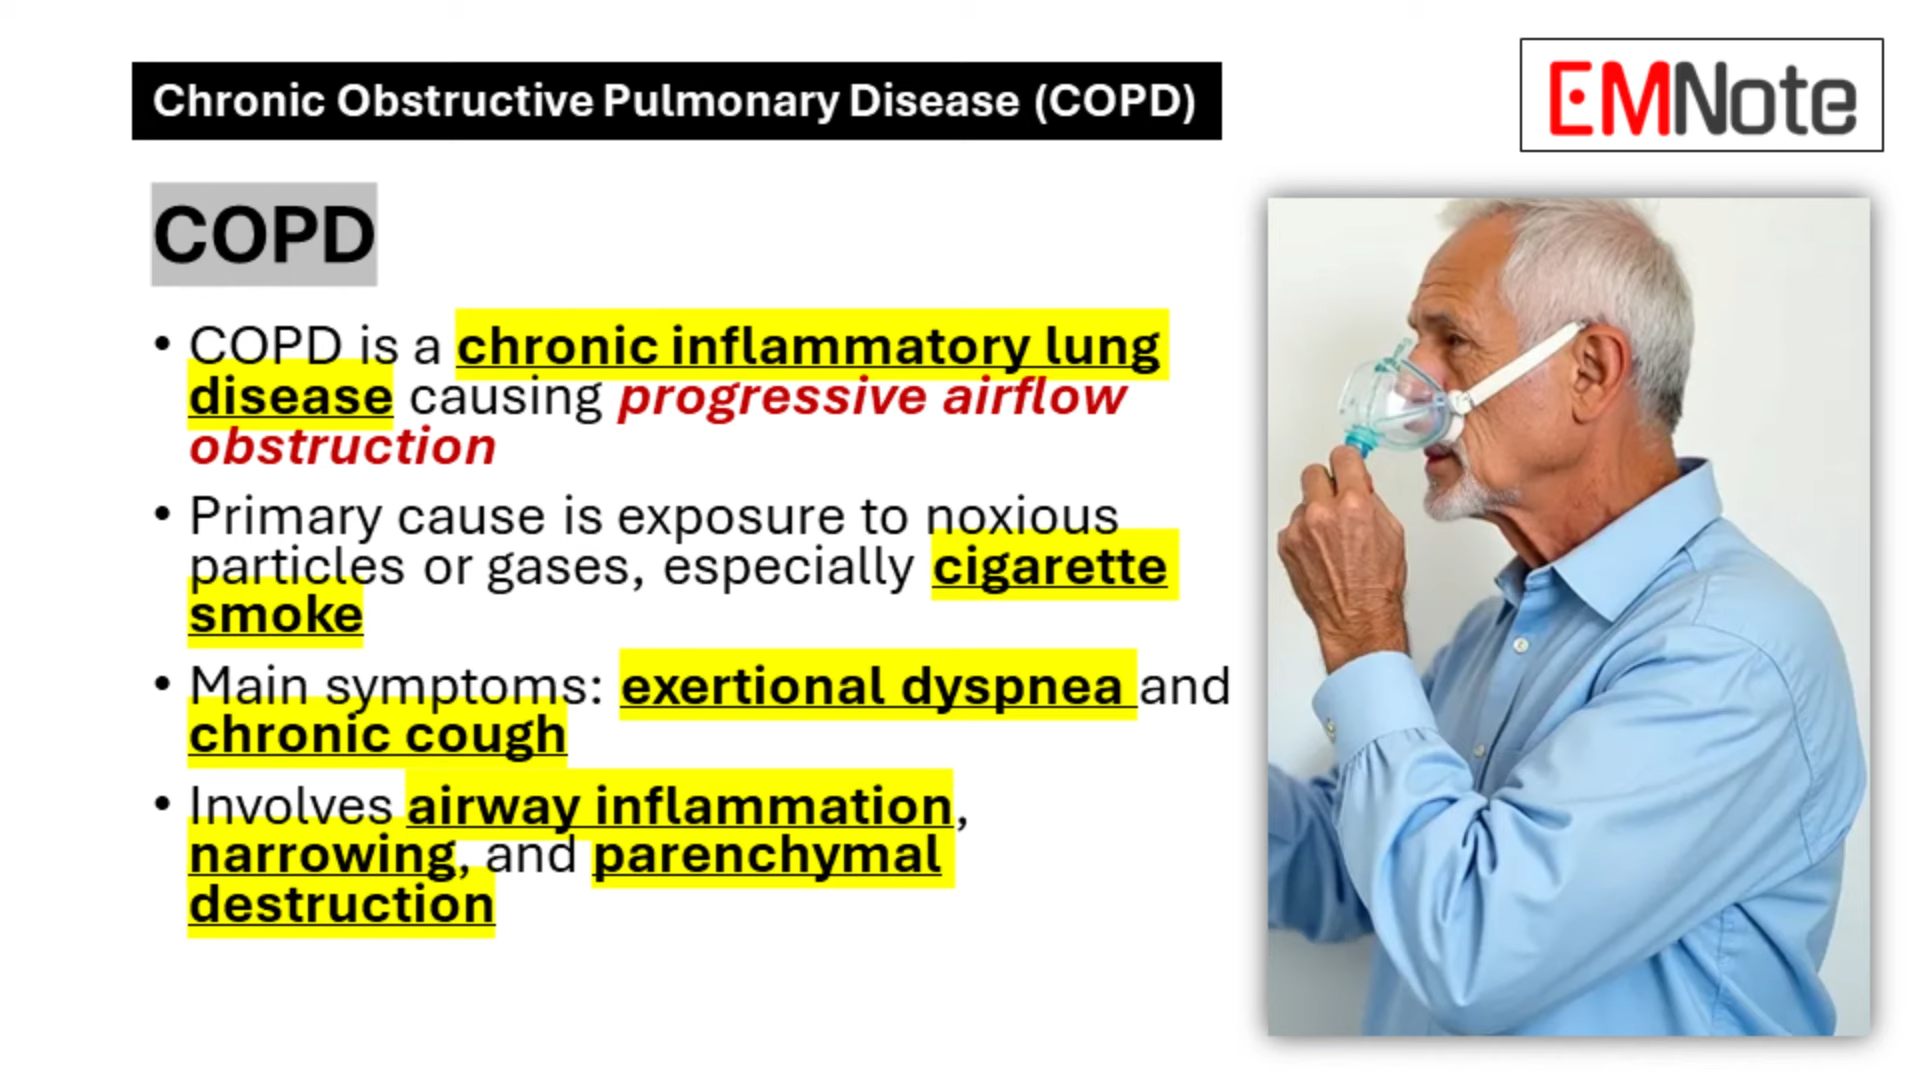 Chronic Obstructive Pulmonary Disease (COPD)
EMNote
COPD
• COPD is a chronic inflammatory lung
disease causing progressive airflow
obstruction
• Primary cause is exposure to noxious
particles or gases, especially cigarette
smoke
• Main symptoms: exertional dyspnea and
chronic cough
• Involves airway inflammation,
narrowing, and parenchymal
destruction